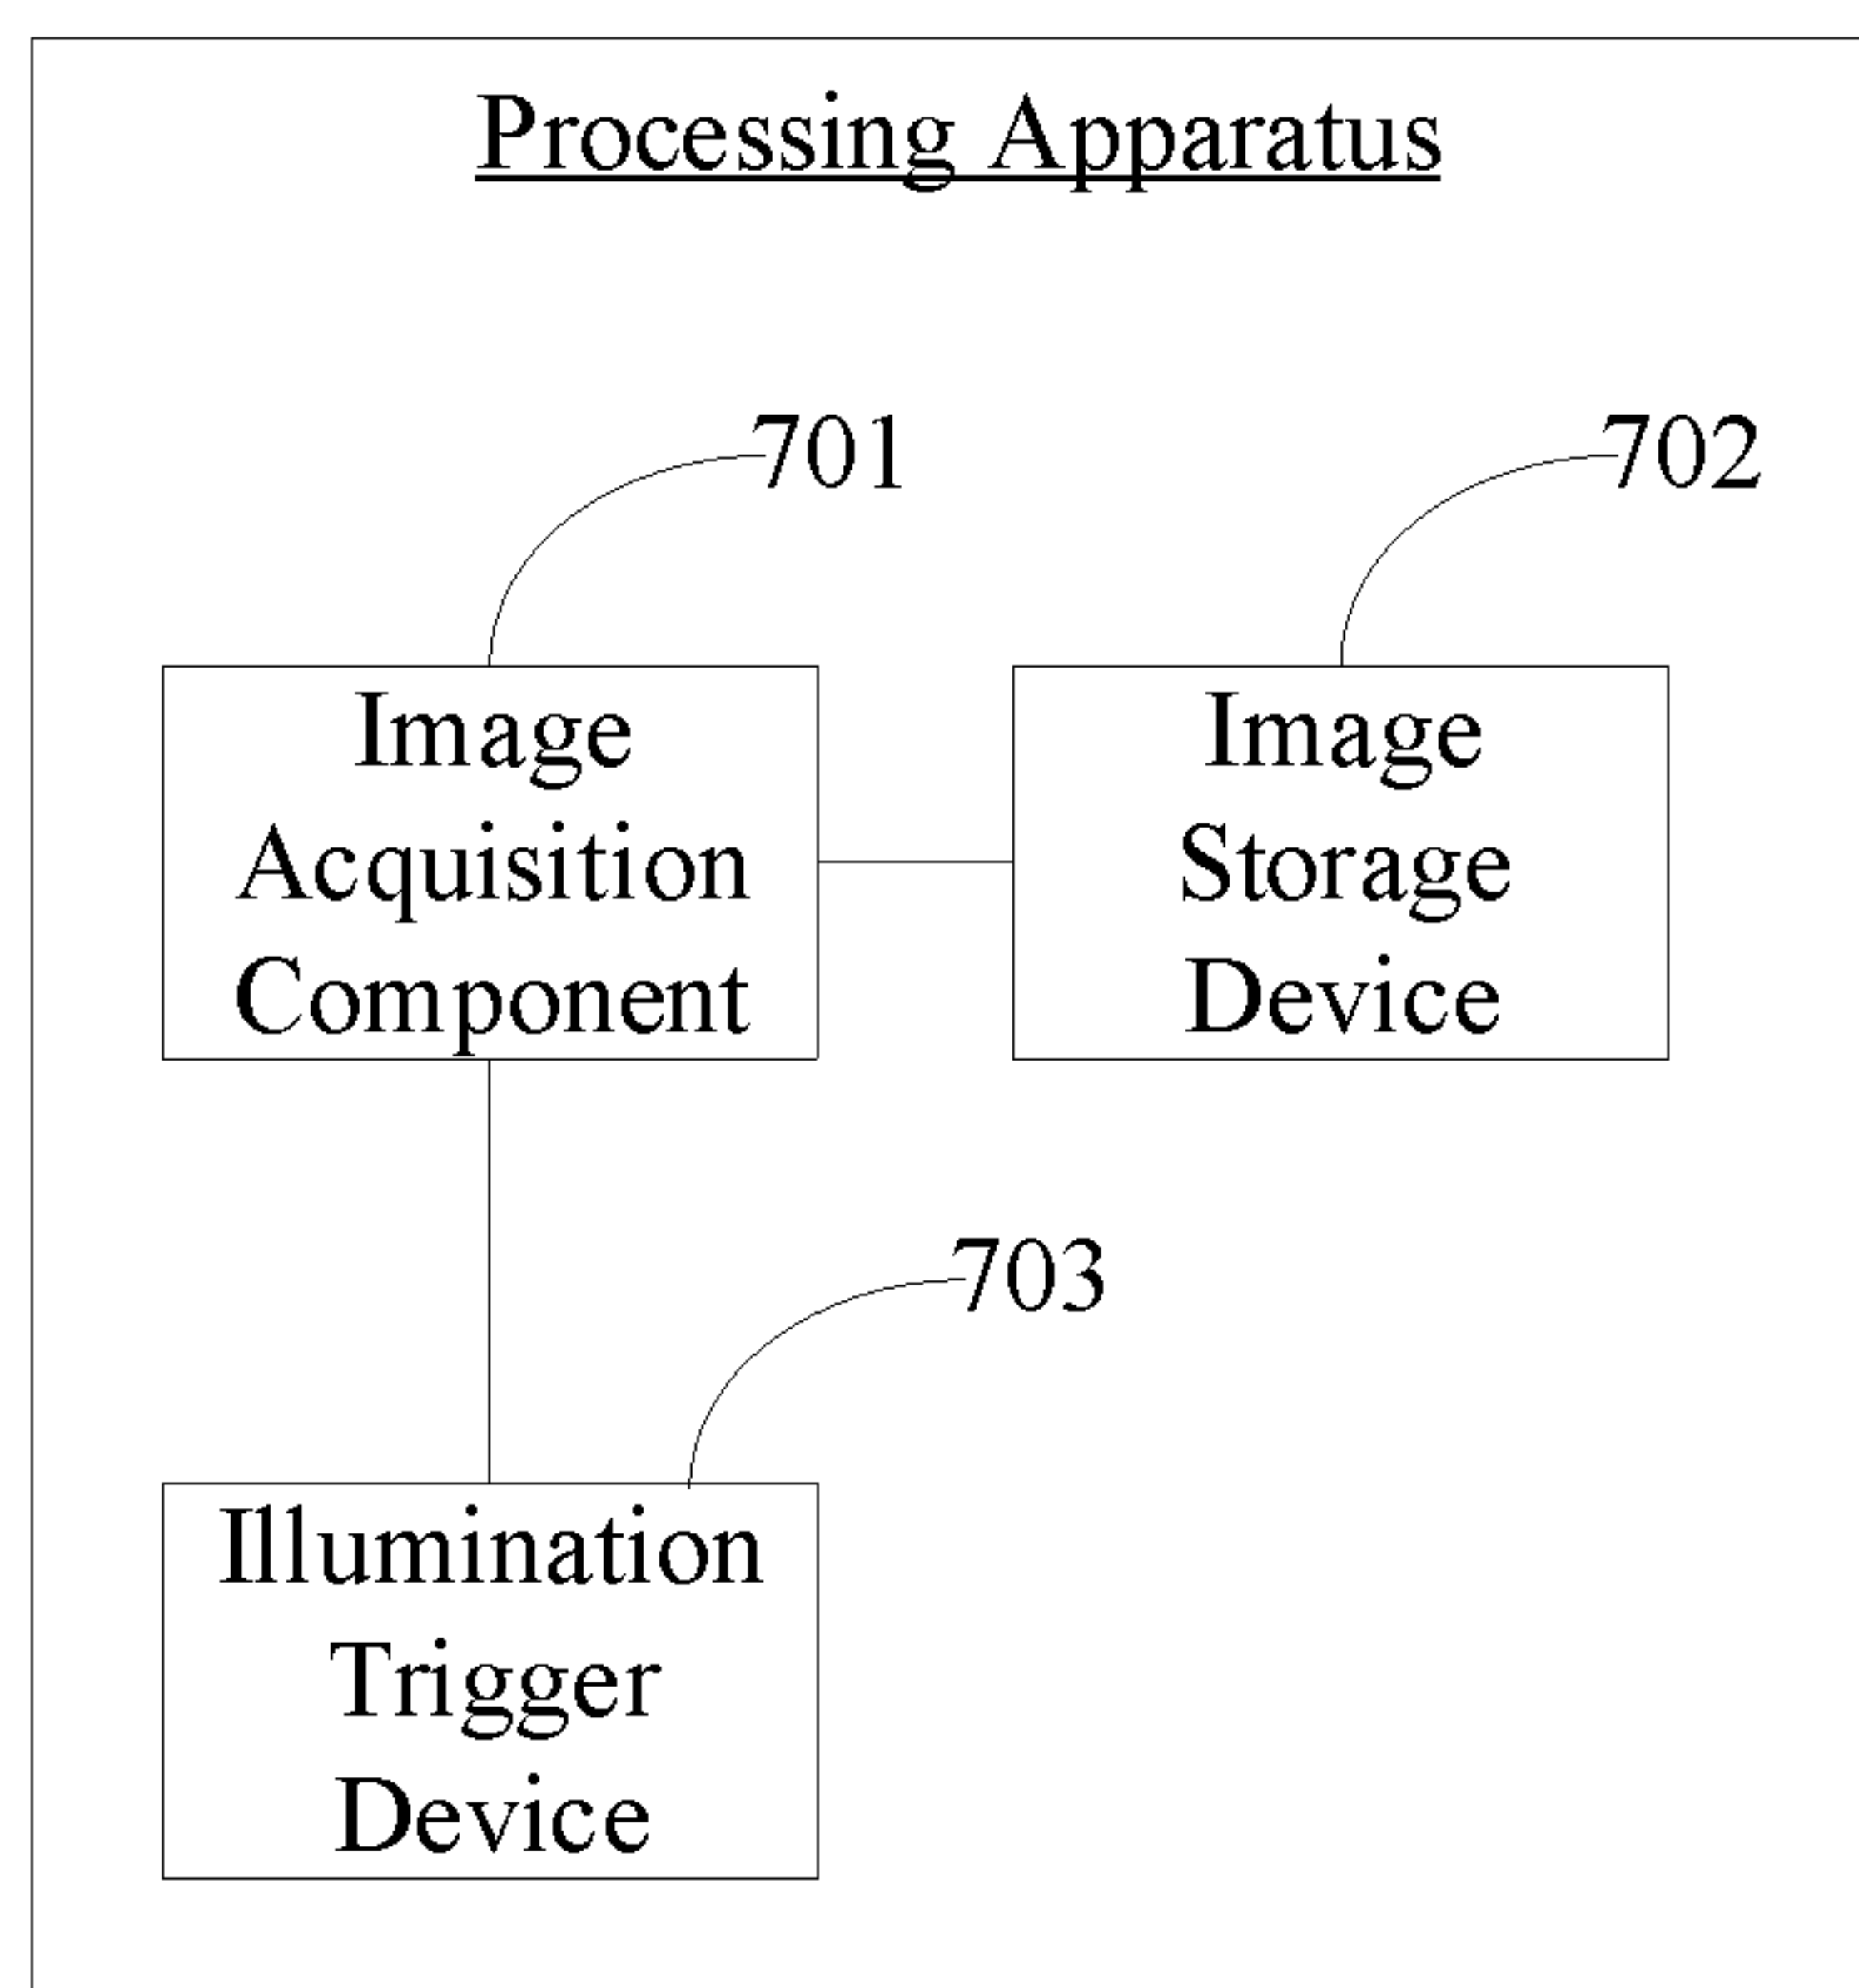 Processing Apparatus
701
702
Image
Acquisition
Component
Image
Storage
Device
703
Illumination
Trigger
Device